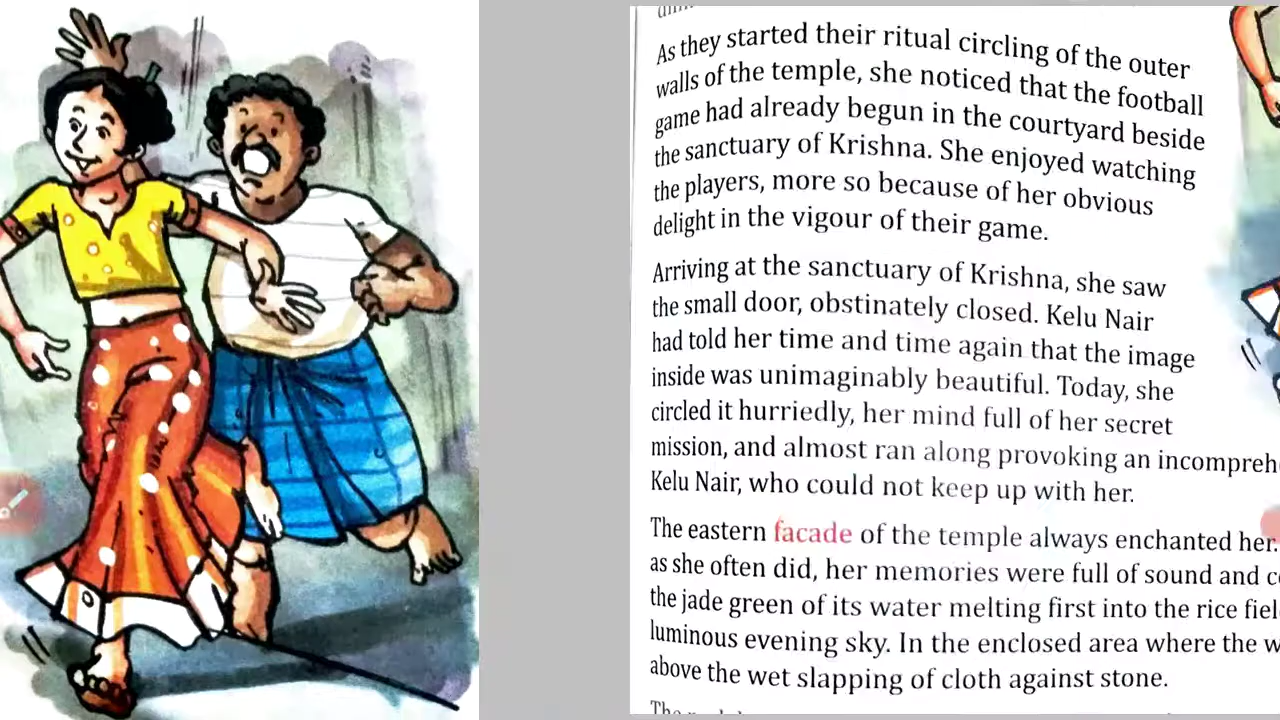 As they started their ritual circling of the outer
walls of the temple, she noticed that the football
game had already begun in the courtyard beside
the sanctuary of Krishna. She enjoyed watching
the players, more so because of her obvious
delight in the vigour of their game.
Arriving at the sanctuary of Krishna, she saw
the small door, obstinately closed. Kelu Nair
had told her time and time again that the image
inside was unimaginably beautiful. Today, she
circled it hurriedly, her mind full of her secret
mission, and almost ran along provoking an
Kelu Nair, who could not keep up with her.
The eastern facade of the temple always enchanted her.
as she often did, her memories were full of sound and
the jade green of its water melting first into the rice
luminous evening sky. In the enclosed area where the
above the wet slapping of cloth against stone.